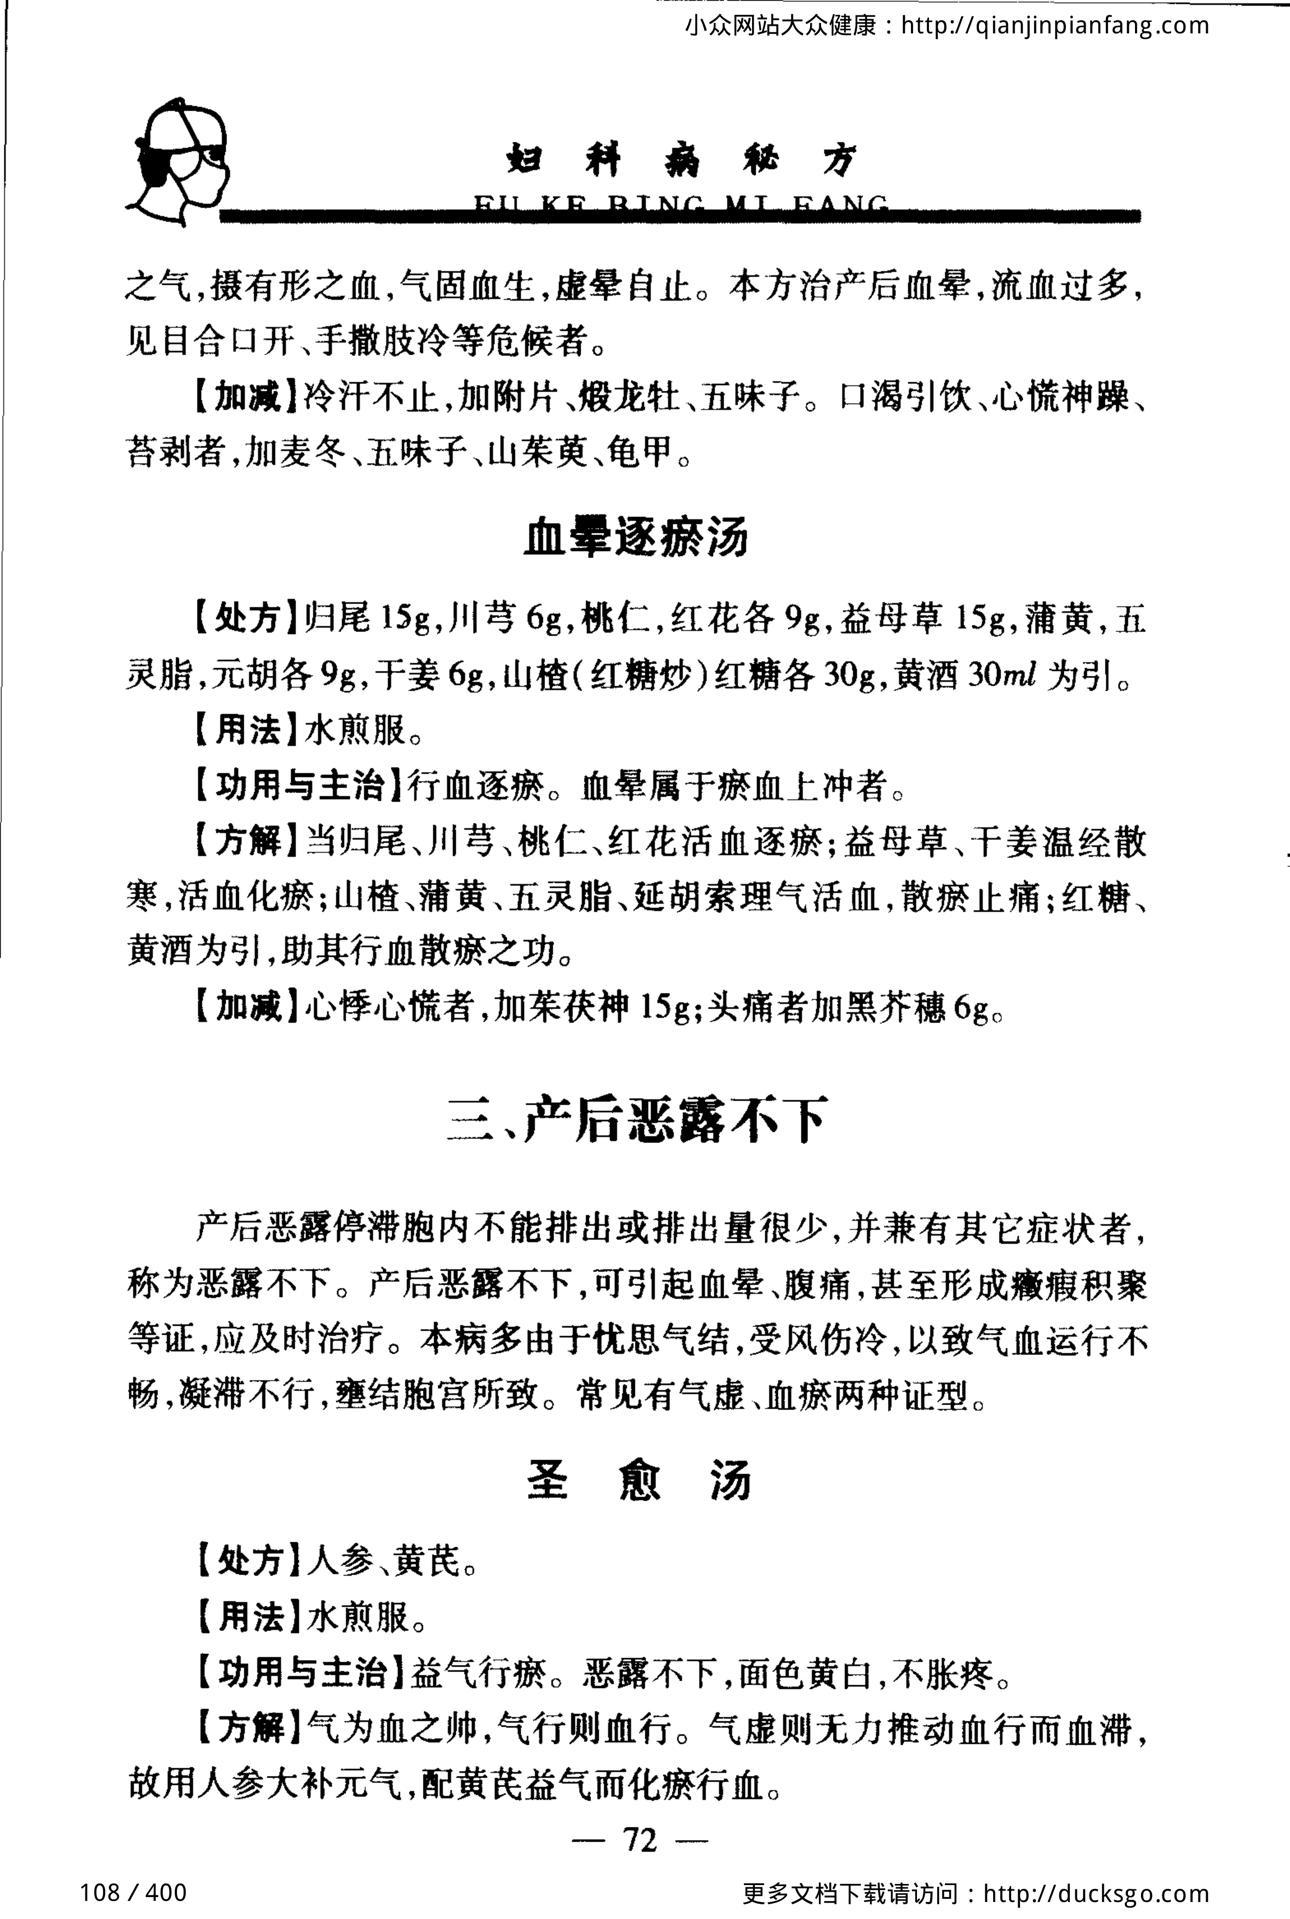 小众网站大众健康：http://qianjinpianfang.com
妇科病秘方
FU KE BING MI FANG
之气,摄有形之血,气固血生,虚晕自止。本方治产后血晕,流血过多,
见目合口开、手撒肢冷等危候者。
【加减】冷汗不止,加附片、煅龙牡、五味子。口渴引饮、心慌神躁、
苔剥者,加麦冬、五味子、山茱萸、龟甲。
血晕逐瘀汤
【处方】归尾15g,川芎6g,桃仁,红花各9g,益母草15g,蒲黄,五
灵脂,元胡各9g,干姜6g,山楂(红糖炒)红糖各30g,黄酒30ml为引。
【用法】水煎服。
【功用与主治】行血逐瘀。血晕属于瘀血上冲者。
【方解】当归尾、川芎、桃仁、红花活血逐瘀;益母草、干姜温经散
寒,活血化瘀;山楂、蒲黄、五灵脂、延胡索理气活血,散瘀止痛;红糖、
黄酒为引,助其行血散瘀之功。
【加减】心悸心慌者,加茱茯神15g;头痛者加黑芥穗6g。
三、产后恶露不下
产后恶露停滞胞内不能排出或排出量很少,并兼有其它症状者,
称为恶露不下。产后恶露不下,可引起血晕、腹痛,甚至形成癥瘕积聚
等证,应及时治疗。本病多由于忧思气结,受风伤冷,以致气血运行不
畅,凝滞不行,壅结胞宫所致。常见有气虚、血瘀两种证型。
圣愈汤
【处方】人参、黄芪。
【用法】水煎服。
【功用与主治】益气行瘀。恶露不下,面色黄白,不胀疼。
【方解】气为血之帅,气行则血行。气虚则无力推动血行而血滞,
故用人参大补元气,配黄芪益气而化瘀行血。
— 72 —
108 / 400
更多文档下载请访问：http://ducksgo.com